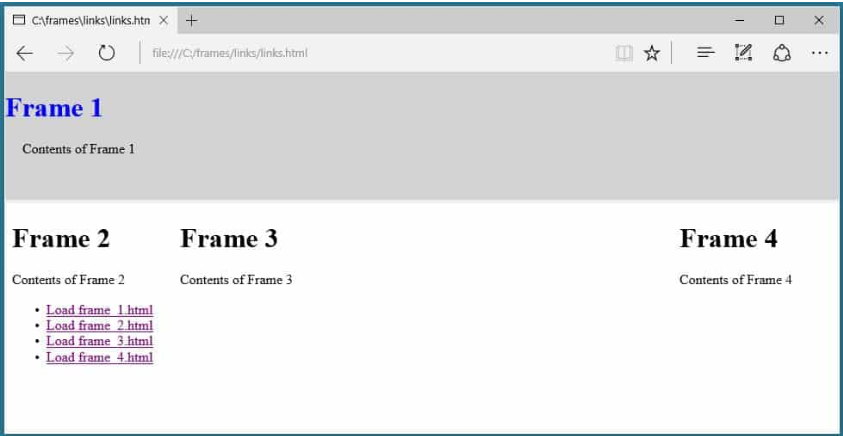 C:\frames\links\links.htn
file:///C:/frames/links/links.html
Frame 1
Contents of Frame 1
Frame 2
Contents of Frame 2
• Load frame_1.html
• Load frame_2.html
• Load frame_3.html
• Load frame_4.html
Frame 3
Contents of Frame 3
Frame 4
Contents of Frame 4